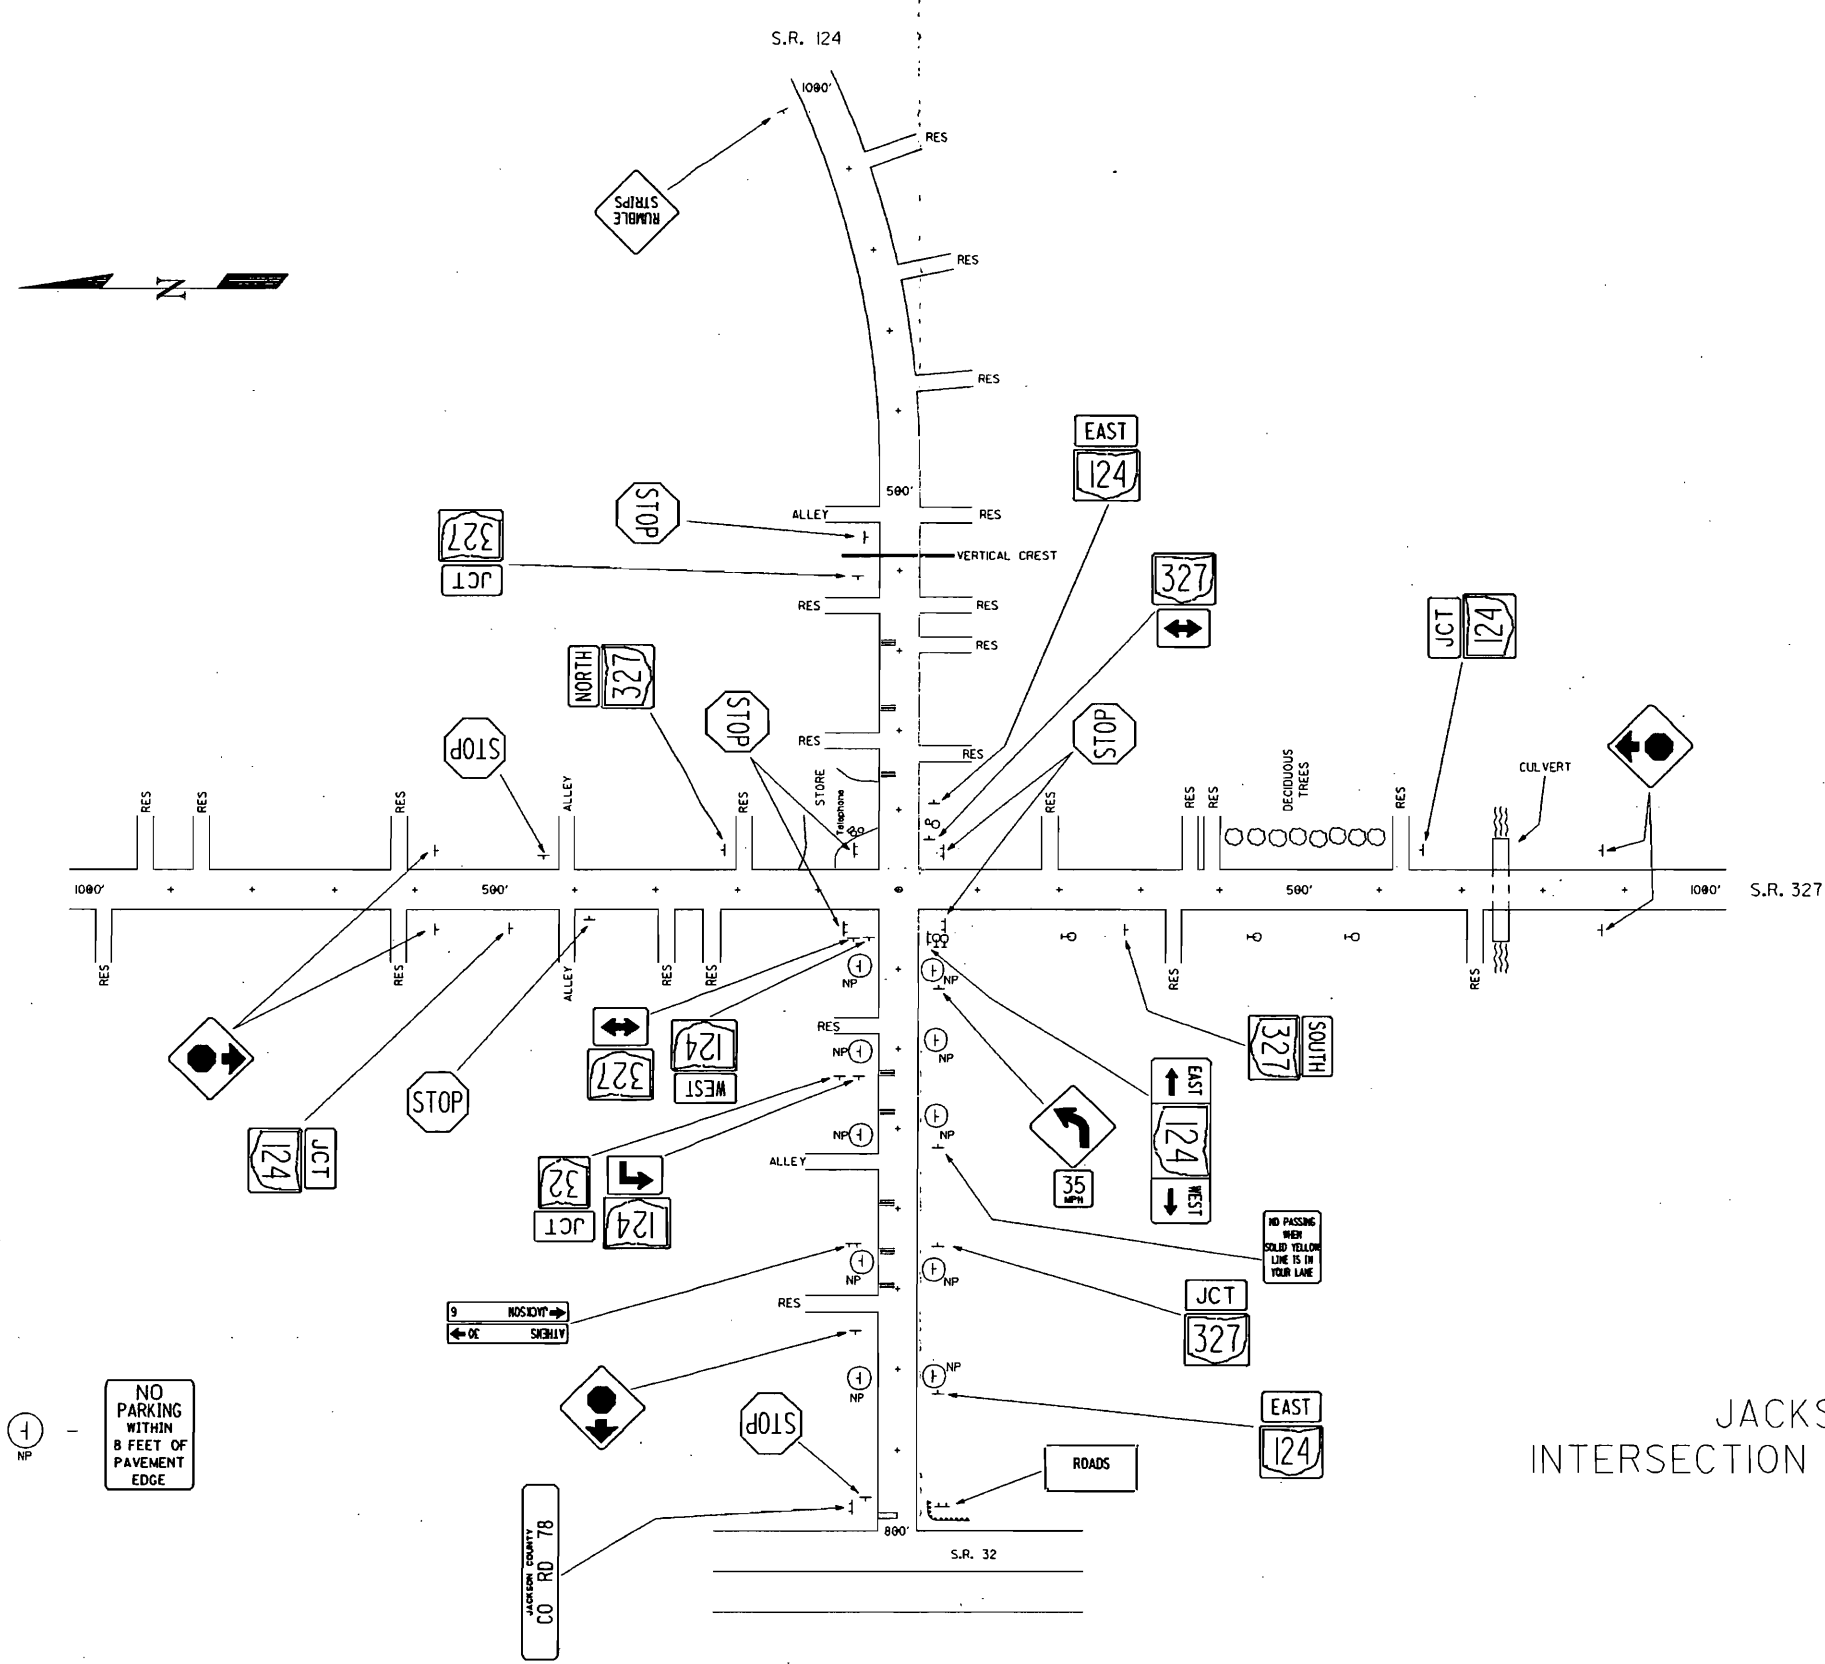 S.R. 124
1000'
RES
RUMBLE
STRIPS
N
RES
RES
EAST
124
500'
ALLEY
RES
STOP
327
JCT
VERTICAL CREST
327
RES
RES
RES
JCT
124
NORTH
327
STOP
STOP
STOP
RES
RES
STORE
Telephone
DECIDUOUS
TREES
CULVERT
RES
RES
RES
ALLEY
RES
RES
RES
RES
RES
1000'
500'
0
500'
1000'
S.R. 327
RES
RES
ALLEY
RES
RES
RES
RES
NP
NP
RES
NP
NP
124
WEST
327
327
SOUTH
EAST
124
WEST
STOP
124
JCT
NP
NP
ALLEY
35
MPH
32
JCT
124
NO PASSING
WHEN
SOLID YELLOW
LINE IS IN
YOUR LANE
NP
NP
JACKSON 6
ATHENS 30
RES
JCT
327
NP
NP
NO
PARKING
WITHIN
8 FEET OF
PAVEMENT
EDGE
NP
STOP
EAST
124
ROADS
JACKSON COUNTY
CO RD 78
800'
S.R. 32
JACKS
INTERSECTION